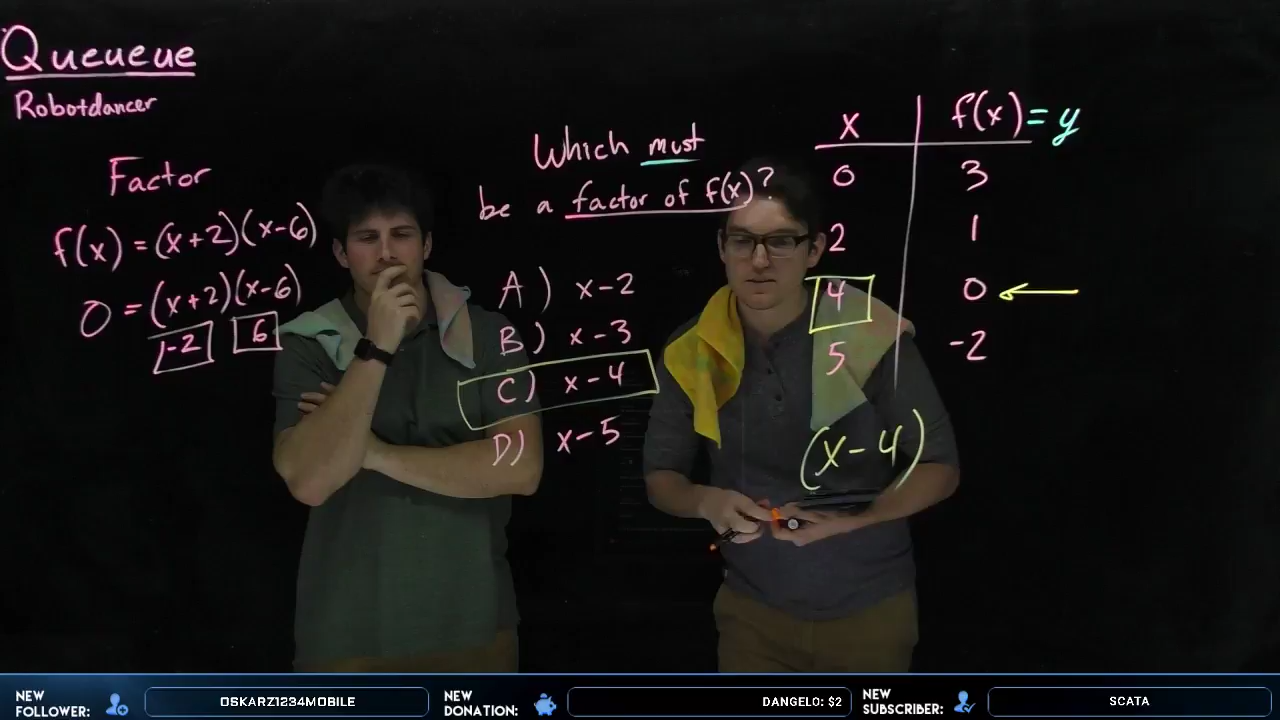 Queueue
Robotdancer
Factor
f(x) = (x+2)(x-6)
0 = (x+2)(x-6)
-2 6
Which must
be a factor of f(x)?
A) x-2
B) x-3
C) x-4
D) x-5
x f(x) = y
0 3
2 1
4 0
5 -2
(x-4)
NEW FOLLOWER: OSKARZ1234MOBILE
NEW DONATION: DANGELO: $2
NEW SUBSCRIBER: SCATA